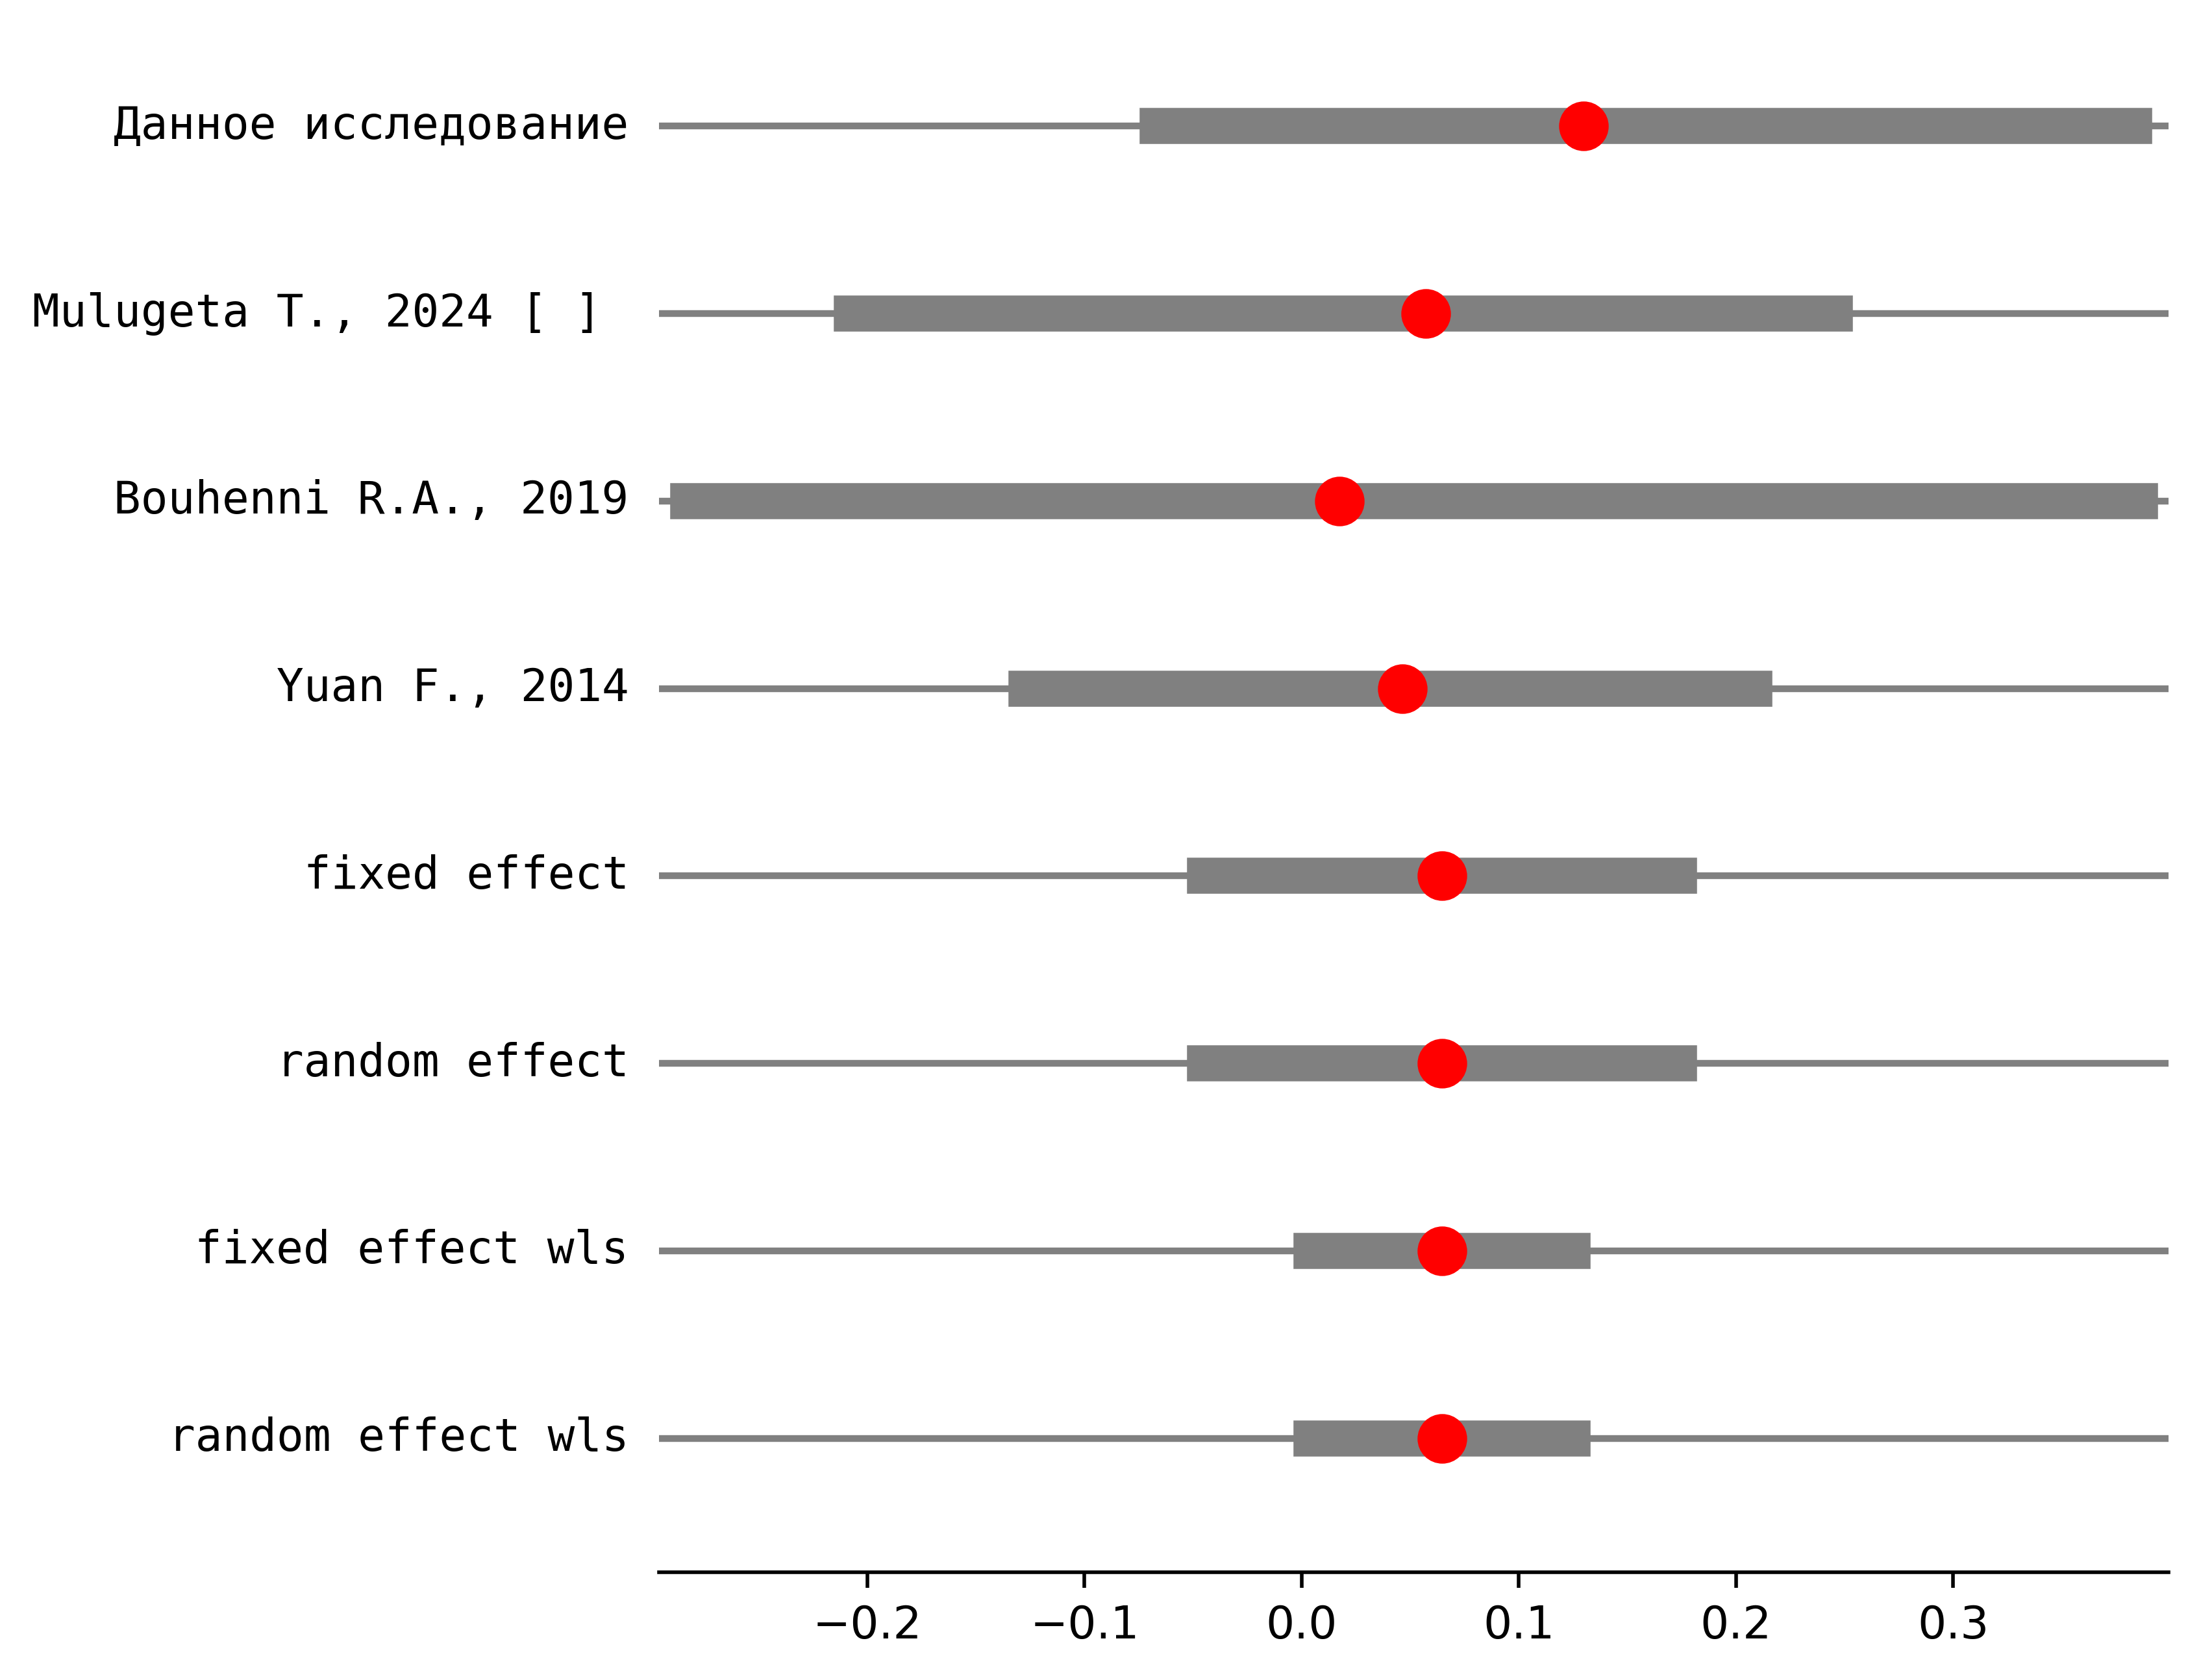 Данное исследование
Mulugeta T., 2024 [ ]
Bouhenni R.A., 2019
Yuan F., 2014
fixed effect
random effect
fixed effect wls
random effect wls
−0.2 −0.1 0.0 0.1 0.2 0.3